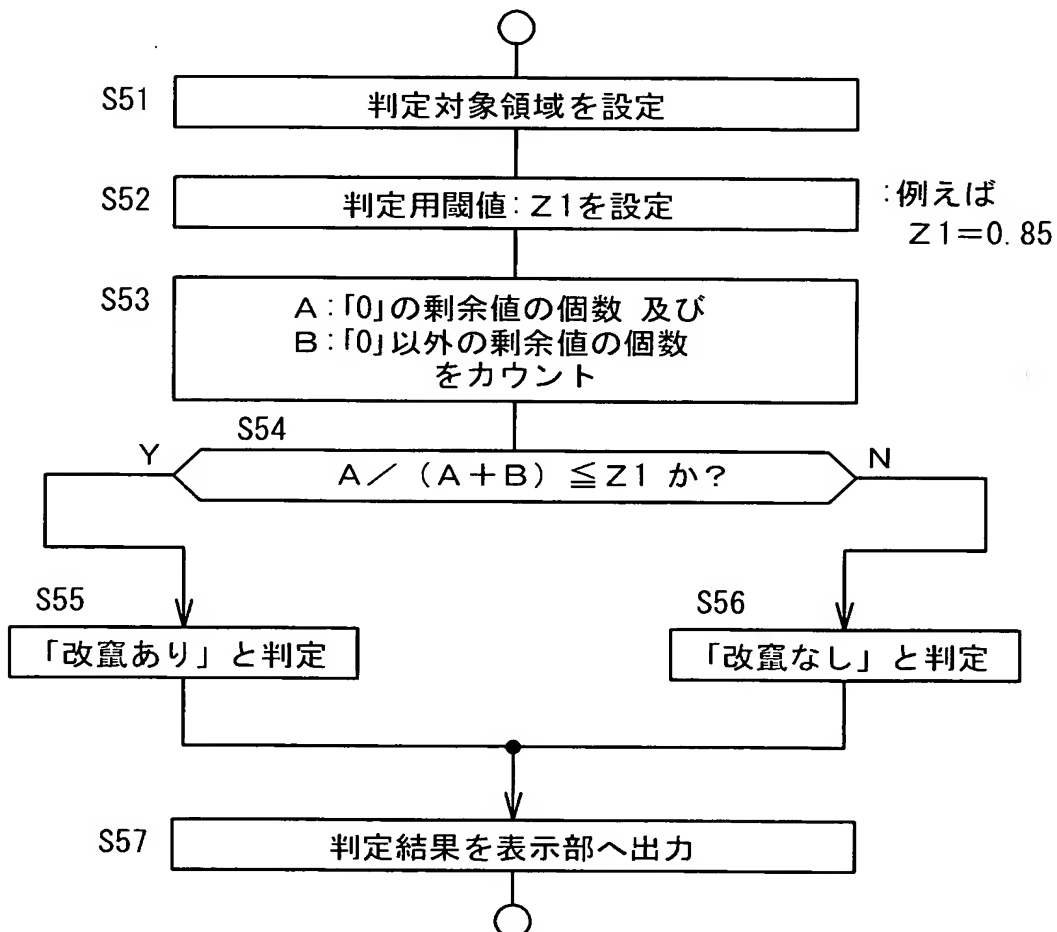 S51
判定対象領域を設定
S52
判定用閾値:Z1を設定
:例えば
Z1=0.85
S53
A:「0」の剰余値の個数 及び
B:「0」以外の剰余値の個数
をカウント
S54
Y
A/(A+B)≦Z1 か?
N
S55
「改竄あり」と判定
S56
「改竄なし」と判定
S57
判定結果を表示部へ出力